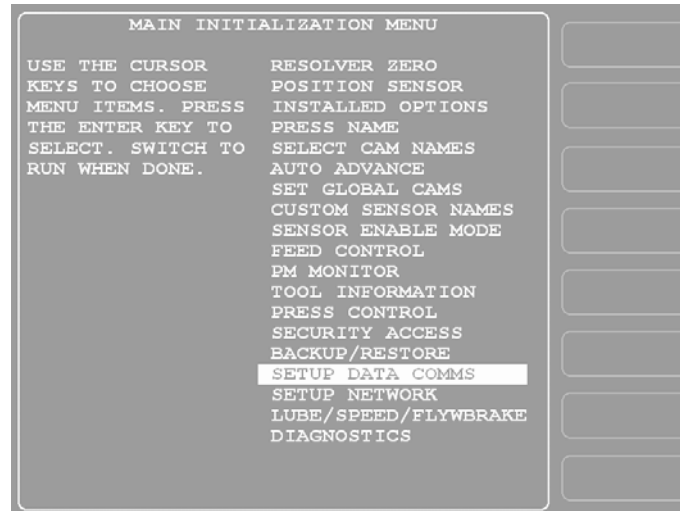 MAIN INITIALIZATION MENU
USE THE CURSOR
KEYS TO CHOOSE
MENU ITEMS. PRESS
THE ENTER KEY TO
SELECT. SWITCH TO
RUN WHEN DONE.
RESOLVER ZERO
POSITION SENSOR
INSTALLED OPTIONS
PRESS NAME
SELECT CAM NAMES
AUTO ADVANCE
SET GLOBAL CAMS
CUSTOM SENSOR NAMES
SENSOR ENABLE MODE
FEED CONTROL
PM MONITOR
TOOL INFORMATION
PRESS CONTROL
SECURITY ACCESS
BACKUP/RESTORE
SETUP DATA COMMS
SETUP NETWORK
LUBE/SPEED/FLYWBRAKE
DIAGNOSTICS